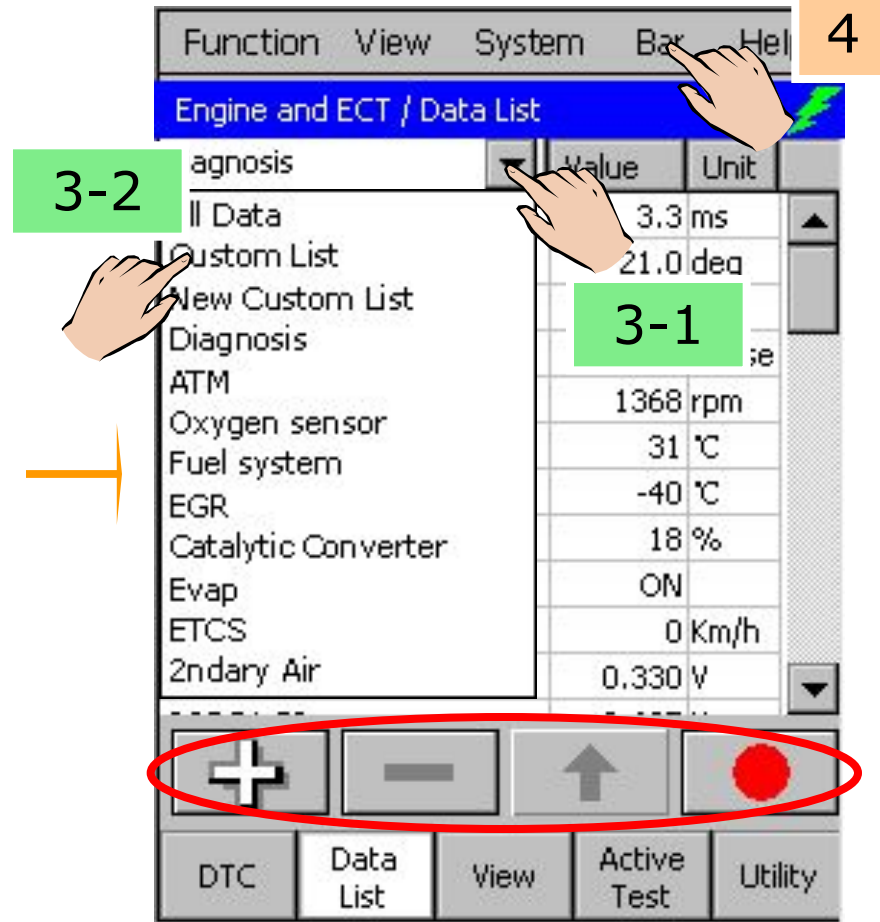 4
Function View System Bar Hel
Engine and ECT / Data List
3-2
agnosis Value Unit
ll Data 3.3 ms
Custom List 21.0 deg
New Custom List
3-1
Diagnosis se
ATM 1368 rpm
Oxygen sensor 31 ℃
Fuel system -40 ℃
EGR 18 %
Catalytic Converter ON
Evap 0 Km/h
ETCS 0.330 V
2ndary Air
DTC Data List View Active Test Utility